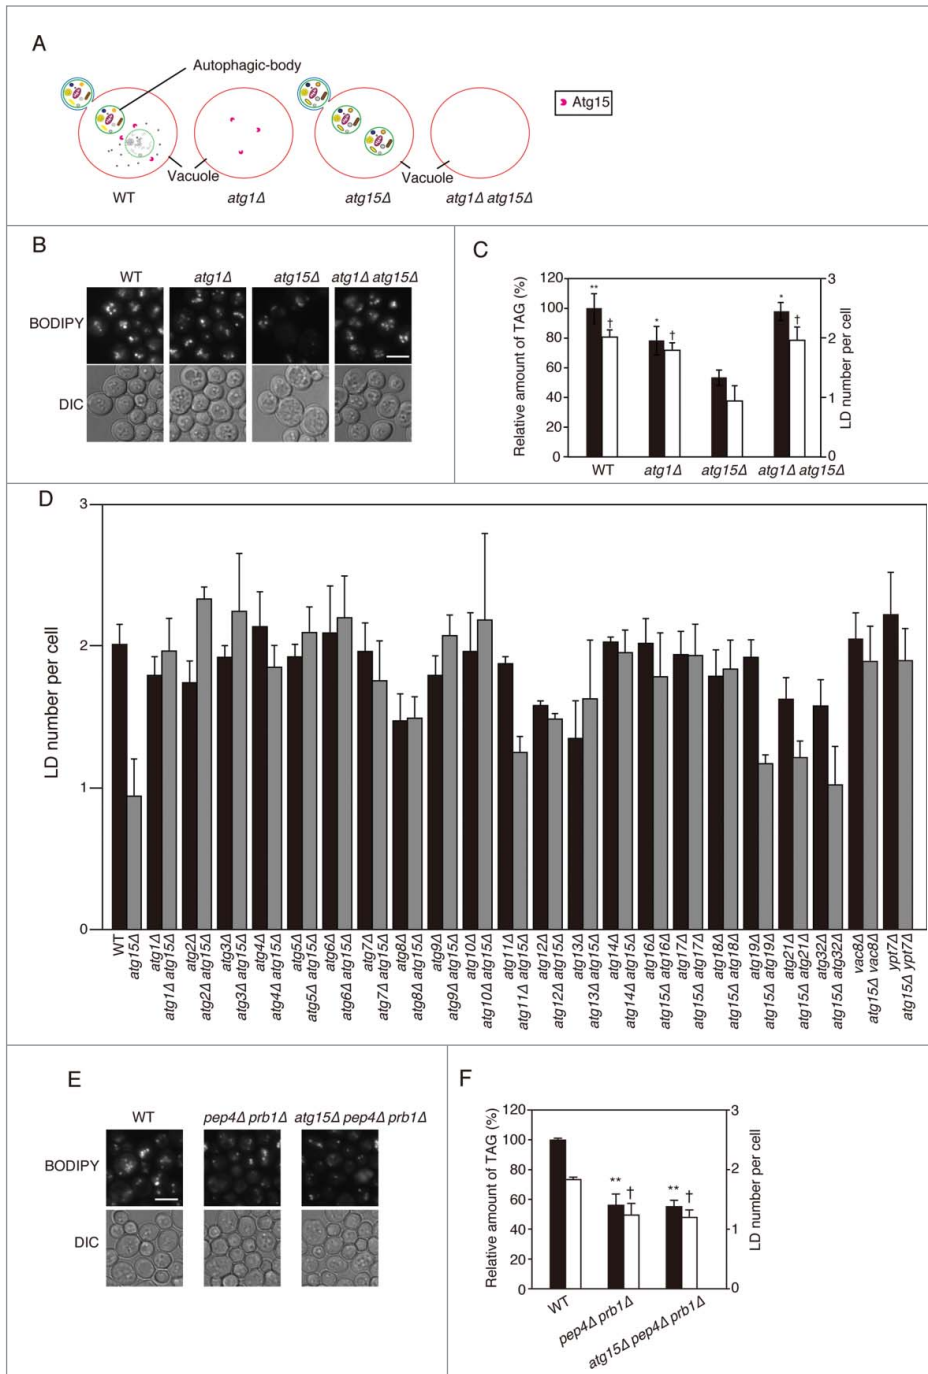 A
Autophagic-body
Atg15
Vacuole
Vacuole
WT
atg1Δ
atg15Δ
atg1Δ atg15Δ
B
WT
atg1Δ
atg15Δ
atg1Δ atg15Δ
BODIPY
DIC
C
Relative amount of TAG (%)
120
100
80
60
40
20
0
**
†
*
†
*
†
3
2
1
0
LD number per cell
WT
atg1Δ
atg15Δ
atg1Δ atg15Δ
D
LD number per cell
3
2
1
0
WT
atg15Δ
atg1Δ
atg1Δ atg15Δ
atg2Δ
atg2Δ atg15Δ
atg3Δ
atg3Δ atg15Δ
atg4Δ
atg4Δ atg15Δ
atg5Δ
atg5Δ atg15Δ
atg6Δ
atg6Δ atg15Δ
atg7Δ
atg7Δ atg15Δ
atg8Δ
atg8Δ atg15Δ
atg9Δ
atg9Δ atg15Δ
atg10Δ
atg10Δ atg15Δ
atg11Δ
atg11Δ atg15Δ
atg12Δ
atg12Δ atg15Δ
atg13Δ
atg13Δ atg15Δ
atg14Δ
atg14Δ atg15Δ
atg16Δ
atg15Δ atg16Δ
atg17Δ
atg15Δ atg17Δ
atg18Δ
atg15Δ atg18Δ
atg19Δ
atg15Δ atg19Δ
atg21Δ
atg15Δ atg21Δ
atg32Δ
atg15Δ atg32Δ
vac8Δ
atg15Δ vac8Δ
ypt7Δ
atg15Δ ypt7Δ
E
WT
pep4Δ prb1Δ
atg15Δ pep4Δ prb1Δ
BODIPY
DIC
F
Relative amount of TAG (%)
120
100
80
60
40
20
0
**
†
**
†
3
2
1
0
LD number per cell
WT
pep4Δ prb1Δ
atg15Δ pep4Δ prb1Δ